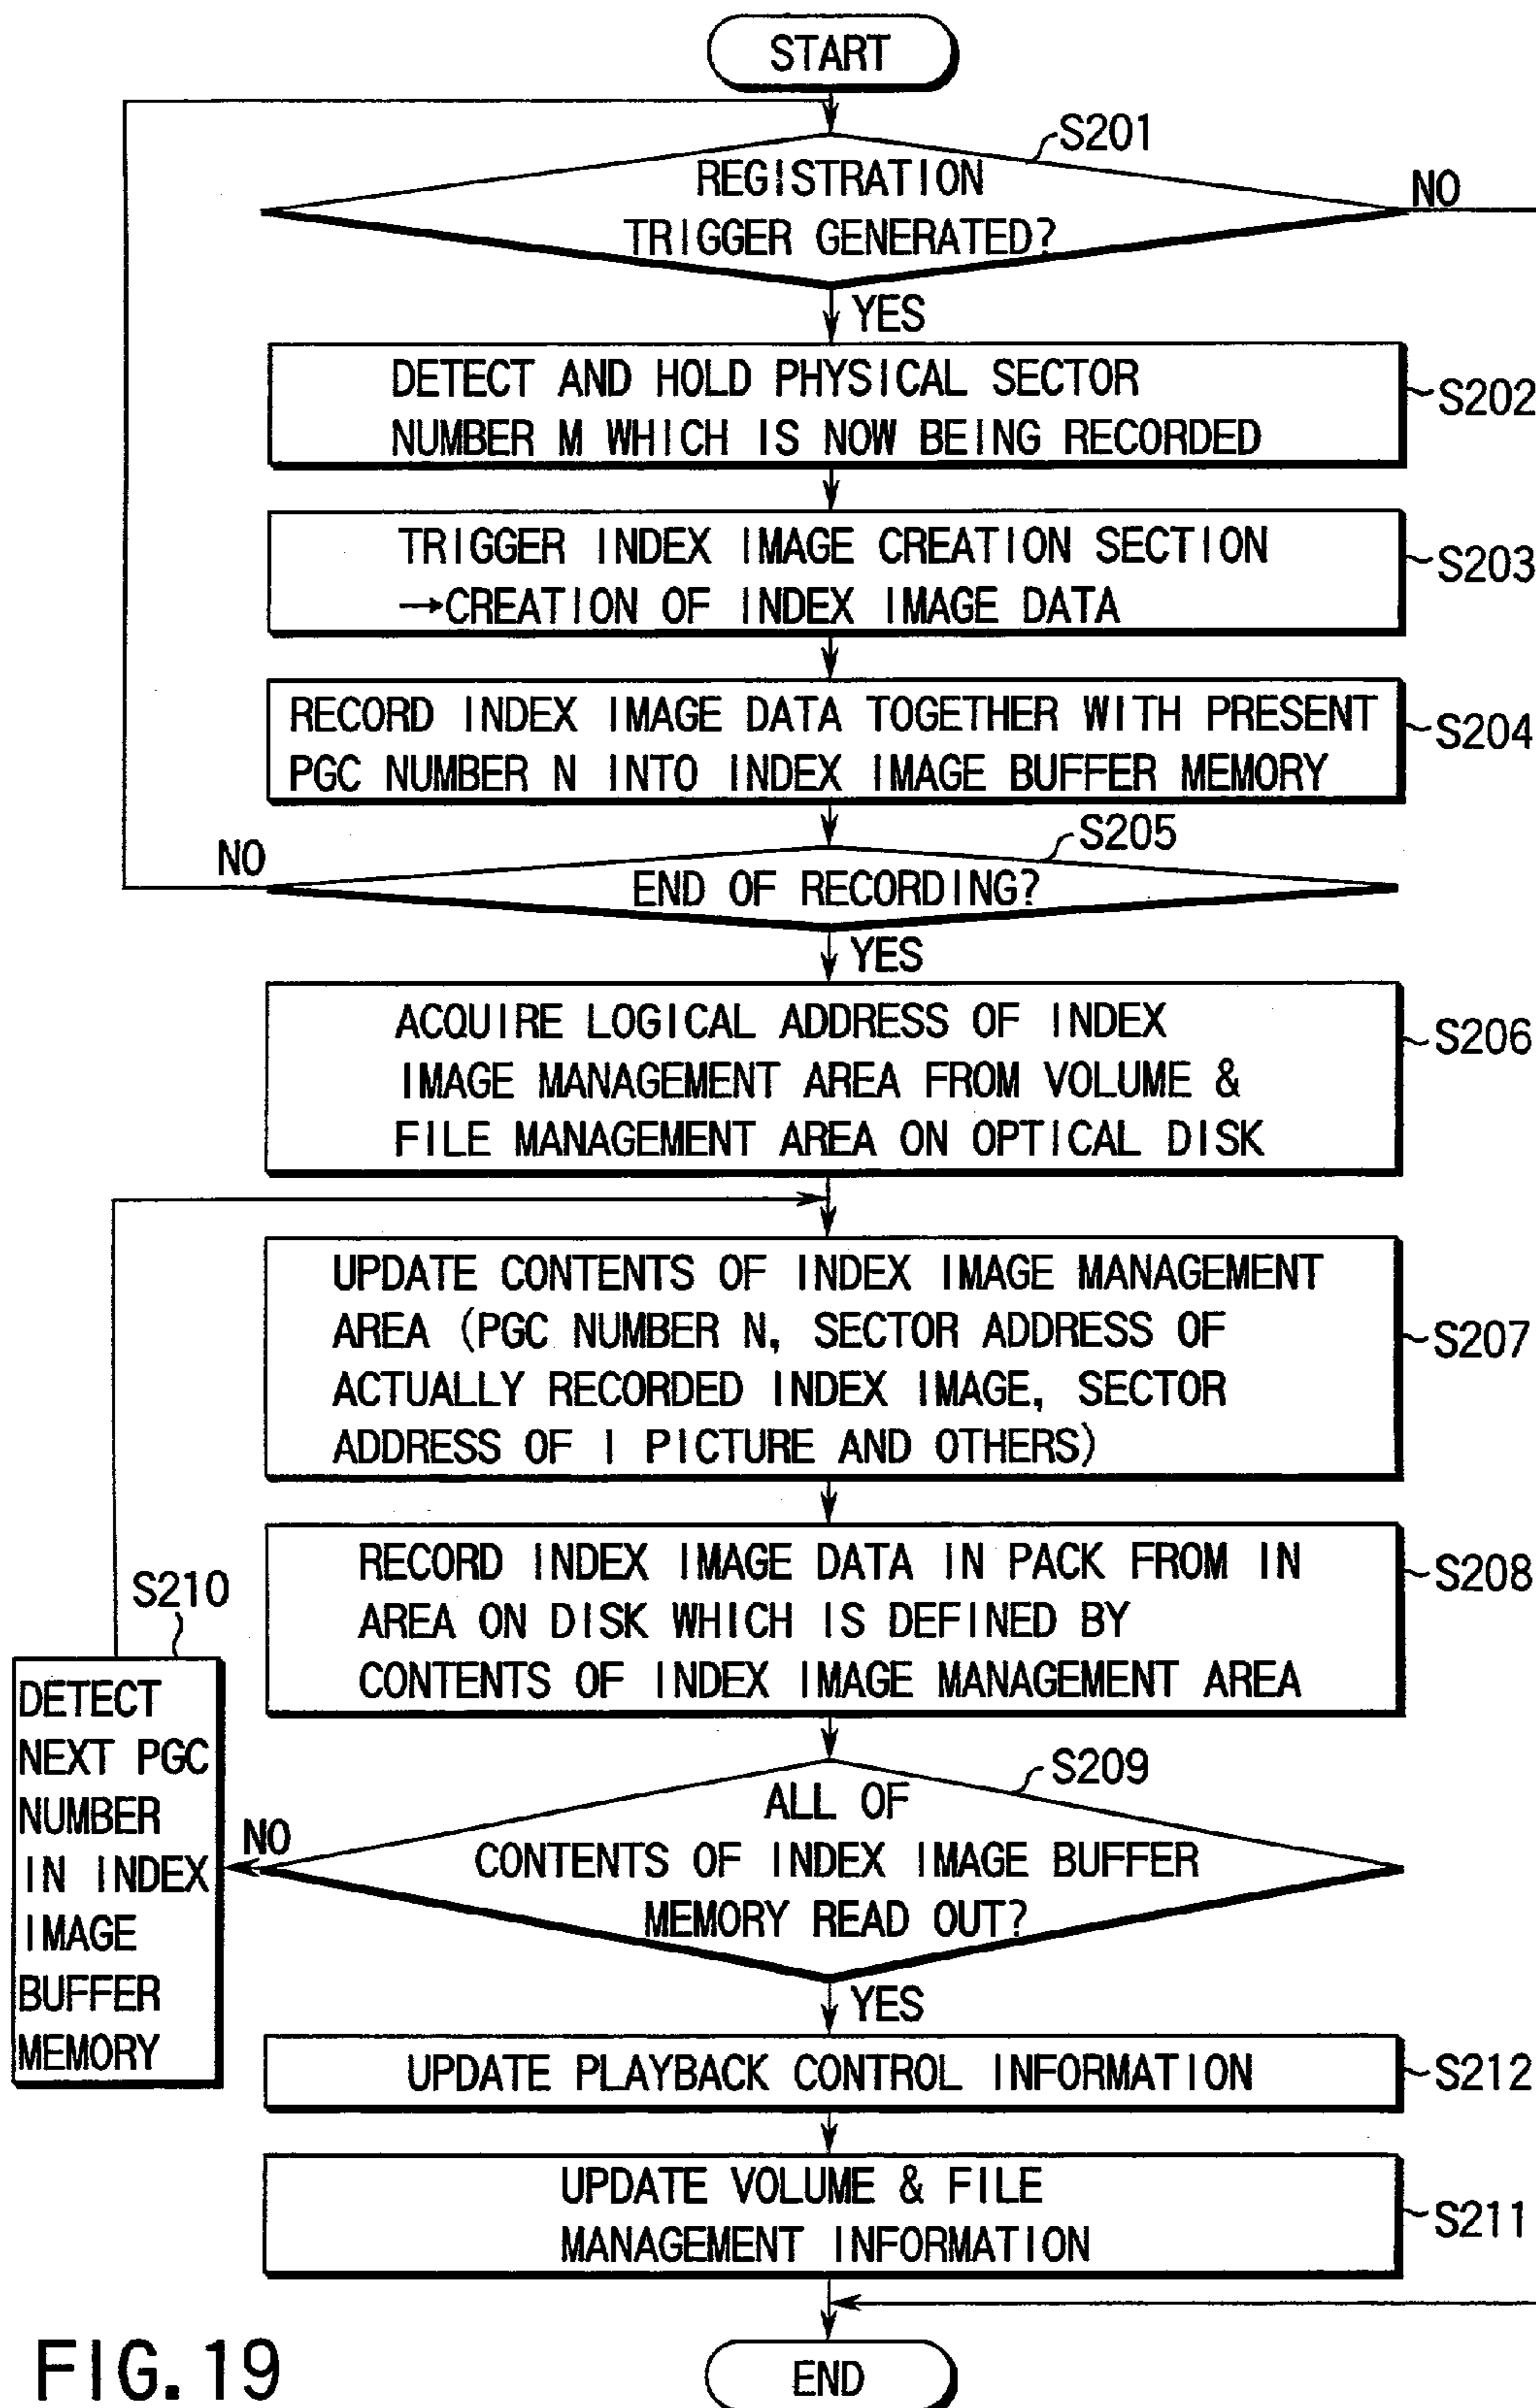 START
S201
REGISTRATION
TRIGGER GENERATED?
NO
YES
DETECT AND HOLD PHYSICAL SECTOR
NUMBER M WHICH IS NOW BEING RECORDED
S202
TRIGGER INDEX IMAGE CREATION SECTION
→CREATION OF INDEX IMAGE DATA
S203
RECORD INDEX IMAGE DATA TOGETHER WITH PRESENT
PGC NUMBER N INTO INDEX IMAGE BUFFER MEMORY
S204
S205
NO
END OF RECORDING?
YES
ACQUIRE LOGICAL ADDRESS OF INDEX
IMAGE MANAGEMENT AREA FROM VOLUME &
FILE MANAGEMENT AREA ON OPTICAL DISK
S206
UPDATE CONTENTS OF INDEX IMAGE MANAGEMENT
AREA (PGC NUMBER N, SECTOR ADDRESS OF
ACTUALLY RECORDED INDEX IMAGE, SECTOR
ADDRESS OF I PICTURE AND OTHERS)
S207
RECORD INDEX IMAGE DATA IN PACK FROM IN
AREA ON DISK WHICH IS DEFINED BY
CONTENTS OF INDEX IMAGE MANAGEMENT AREA
S208
S210
DETECT
NEXT PGC
NUMBER
IN INDEX
IMAGE
BUFFER
MEMORY
S209
ALL OF
CONTENTS OF INDEX IMAGE BUFFER
MEMORY READ OUT?
NO
YES
UPDATE PLAYBACK CONTROL INFORMATION
S212
UPDATE VOLUME & FILE
MANAGEMENT INFORMATION
S211
END
FIG. 19